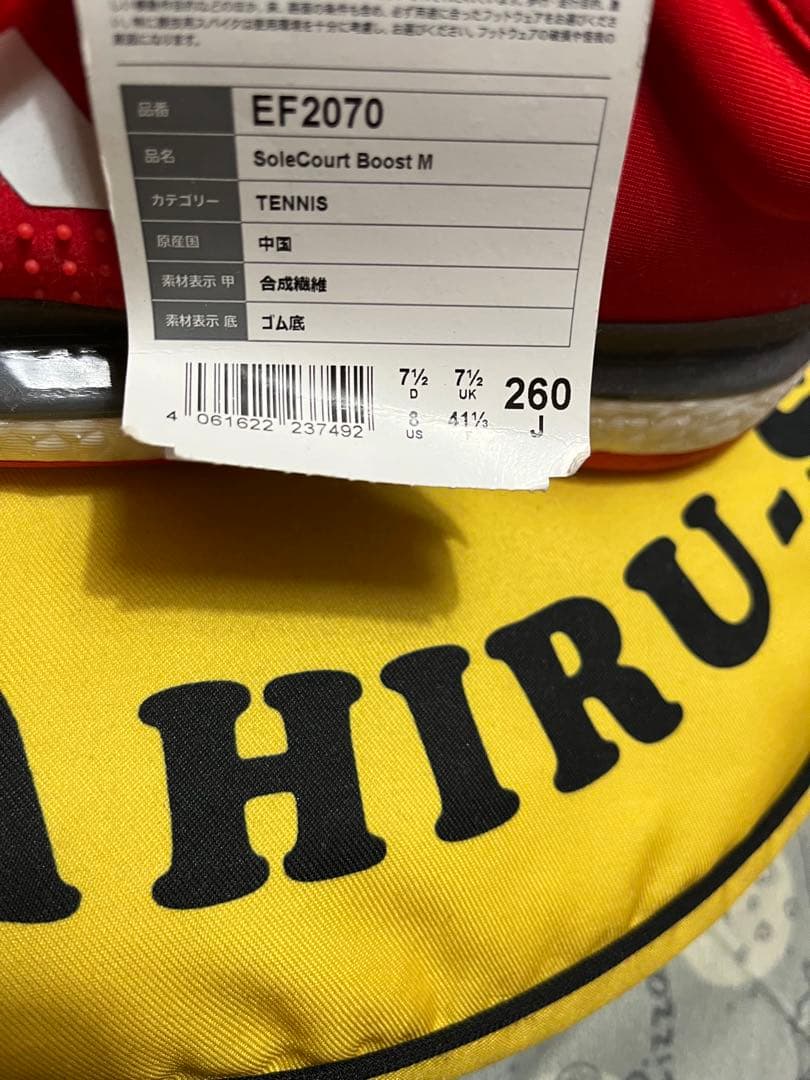 品番 EF2070
品名 SoleCourt Boost M
カテゴリー TENNIS
原産国 中国
素材表示 甲 合成繊維
素材表示 底 ゴム底
7½ 7½ 260
D UK J
8 41⅓
US F
4 061622 237492
HIRU